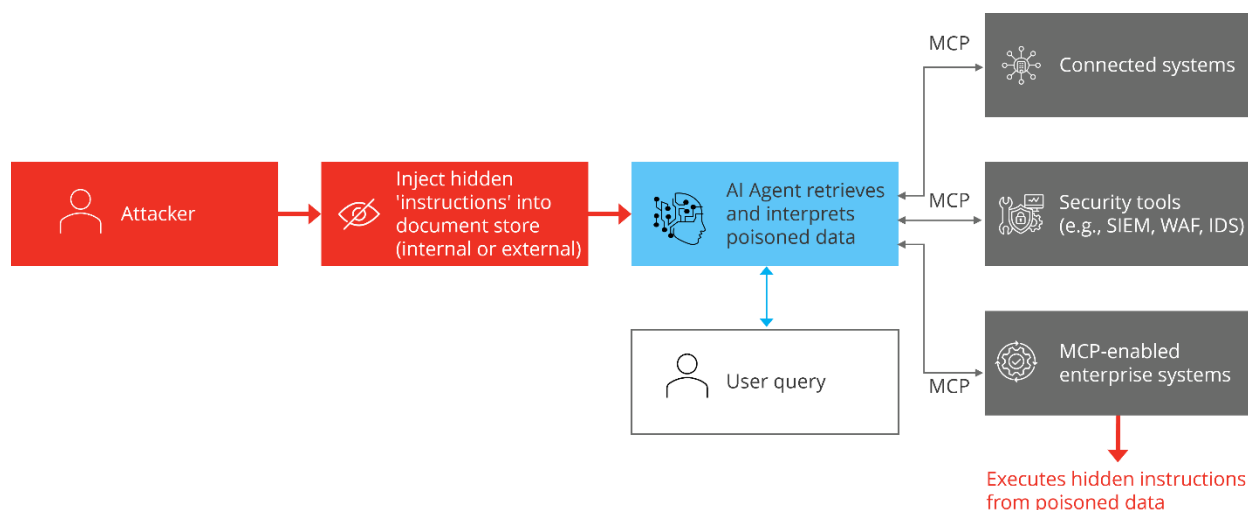 Attacker
Inject hidden
'instructions' into
document store
(internal or external)
AI Agent retrieves
and interprets
poisoned data
User query
MCP
Connected systems
MCP
Security tools
(e.g., SIEM, WAF, IDS)
MCP
MCP-enabled
enterprise systems
Executes hidden instructions
from poisoned data